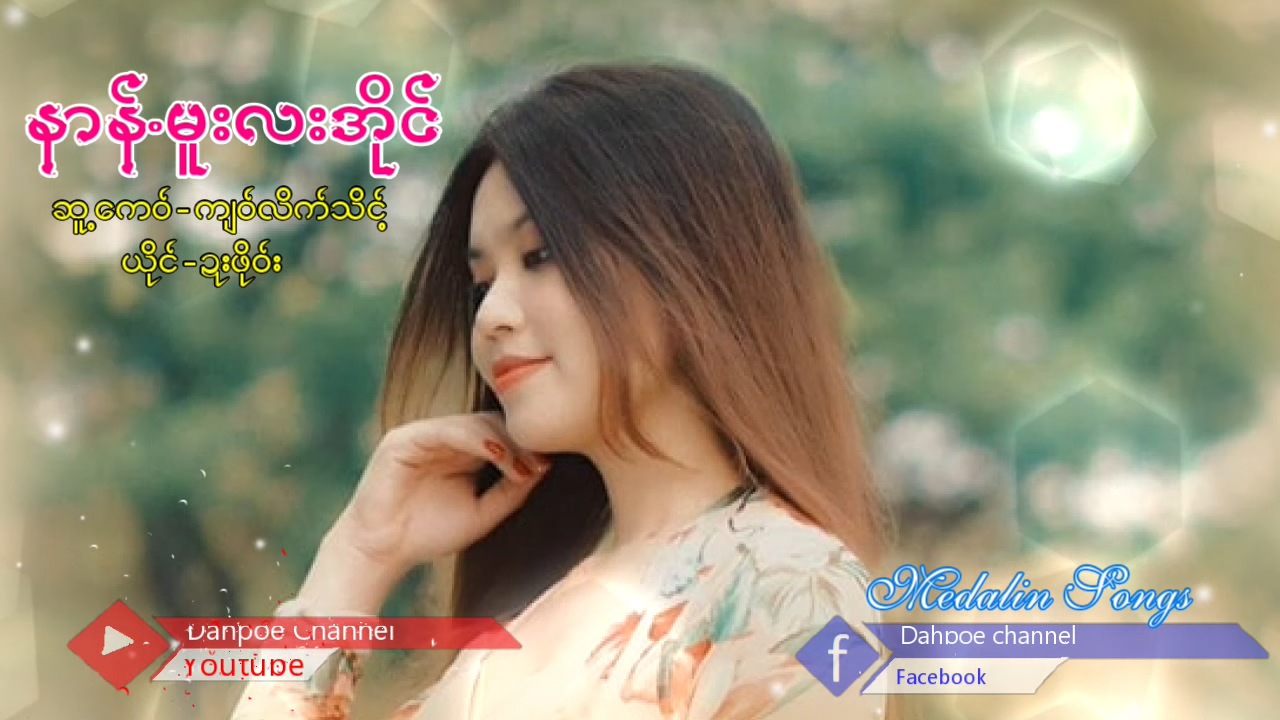 နာန်ႉမူႏလႏအိုင်
ဆူ့ꩻကေဝ်-ကျဝ်လိက်သိင့်
ယိုင်-ဍးဖိုဝ်း
Medalin Songs
Dahpoe Channel
Youtube
Dahpoe channel
Facebook